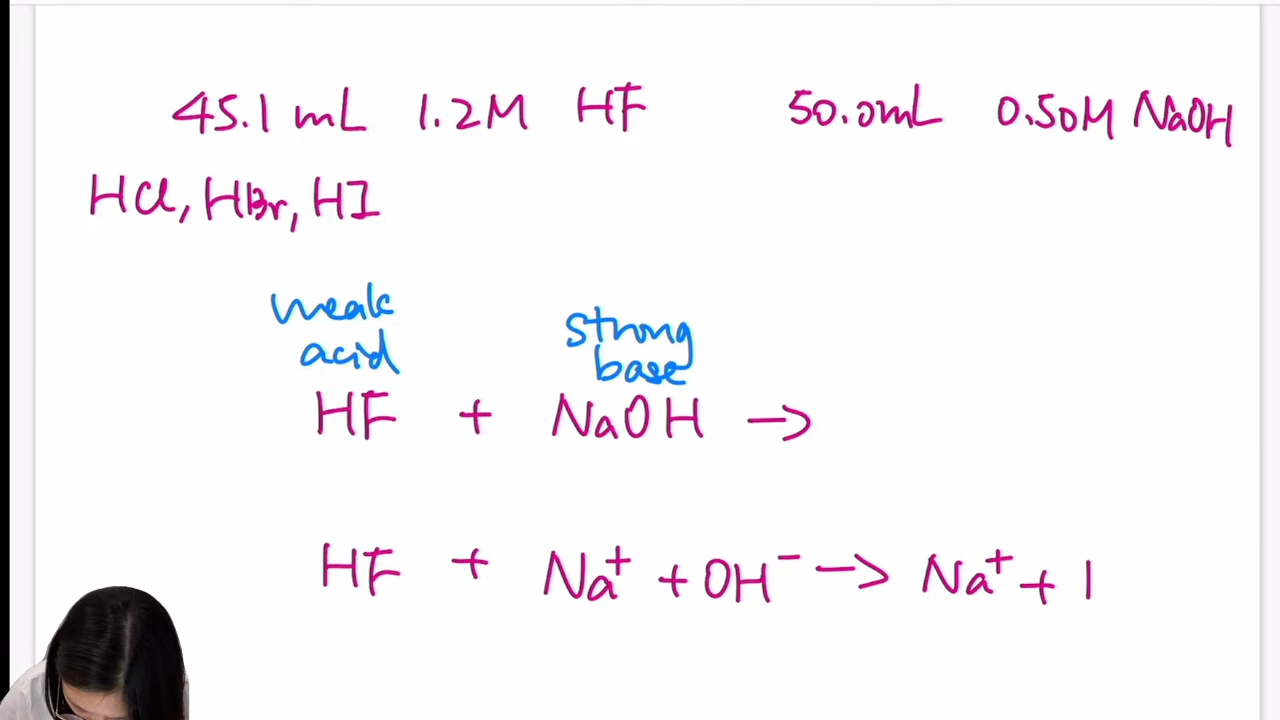 45.1 mL 1.2M HF 50.0mL 0.50M NaOH
HCl, HBr, HI
weak
acid
strong
base
HF + NaOH →
HF + Na⁺ + OH⁻ → Na⁺ + I